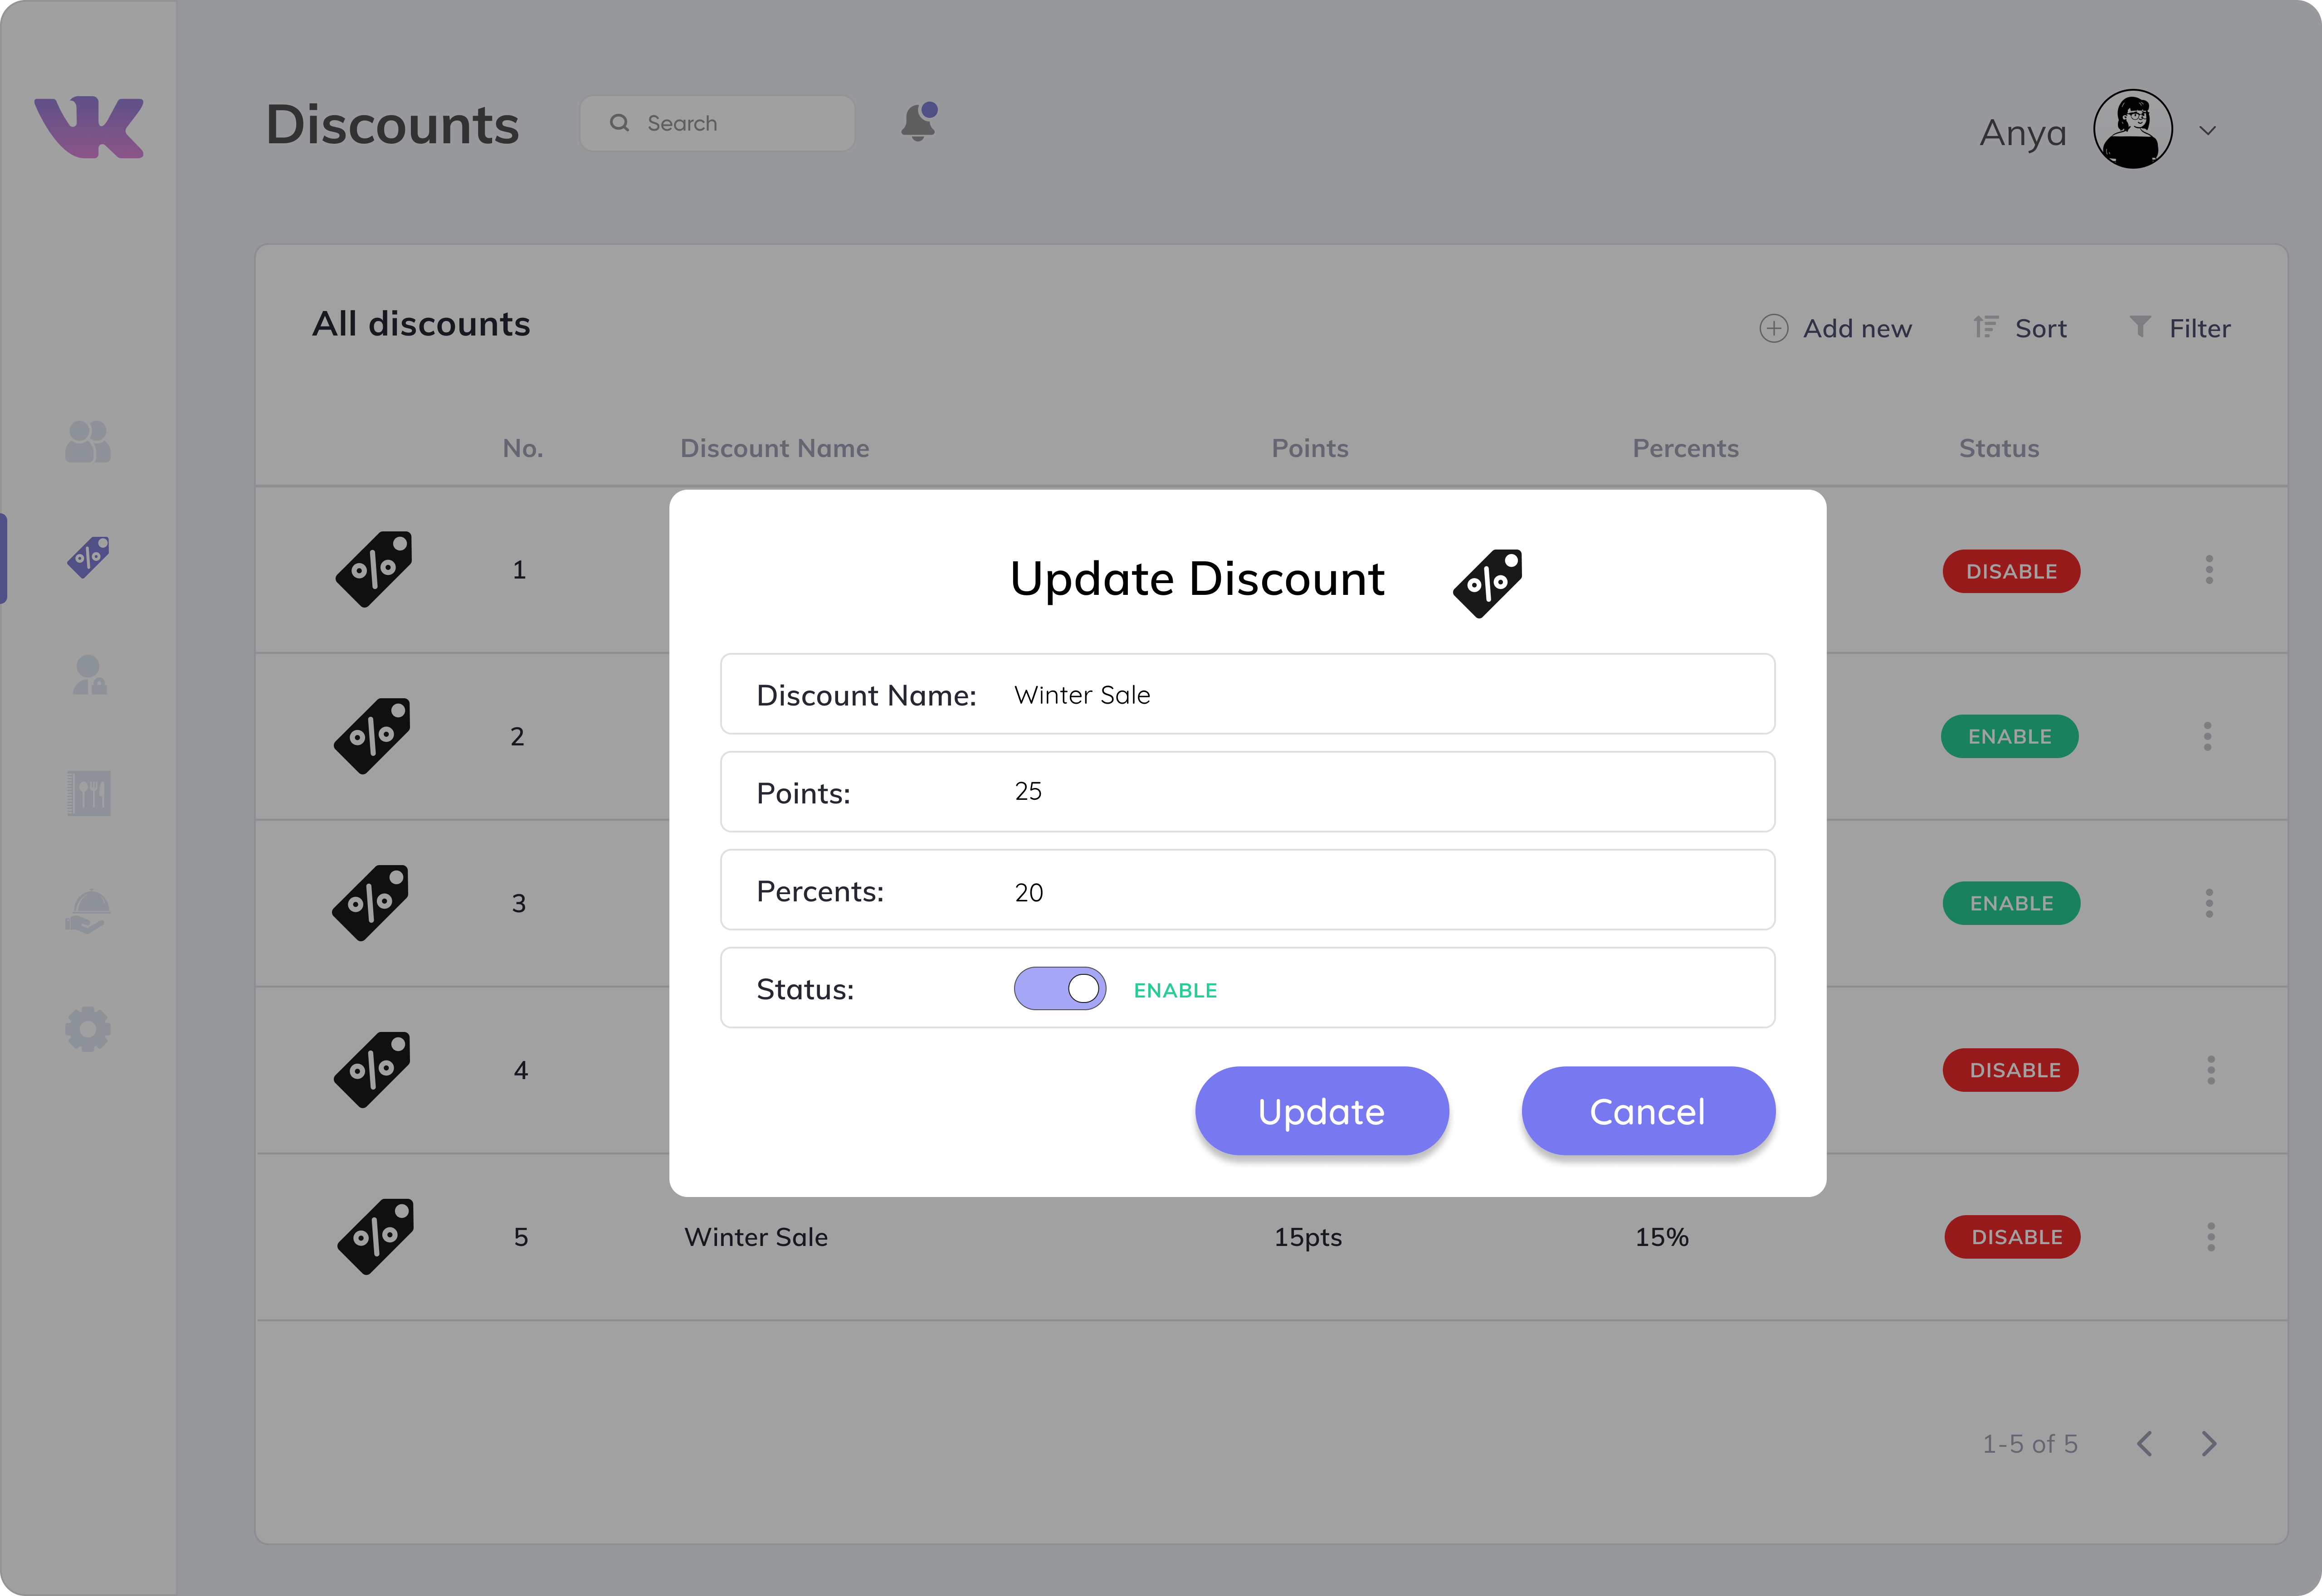 Discounts
Search
Anya
All discounts
Add new
Sort
Filter
No.
Discount Name
Points
Percents
Status
1
DISABLE
2
ENABLE
3
ENABLE
4
DISABLE
5
Winter Sale
15pts
15%
DISABLE
Update Discount
Discount Name:
Winter Sale
Points:
25
Percents:
20
Status:
ENABLE
Update
Cancel
1-5 of 5